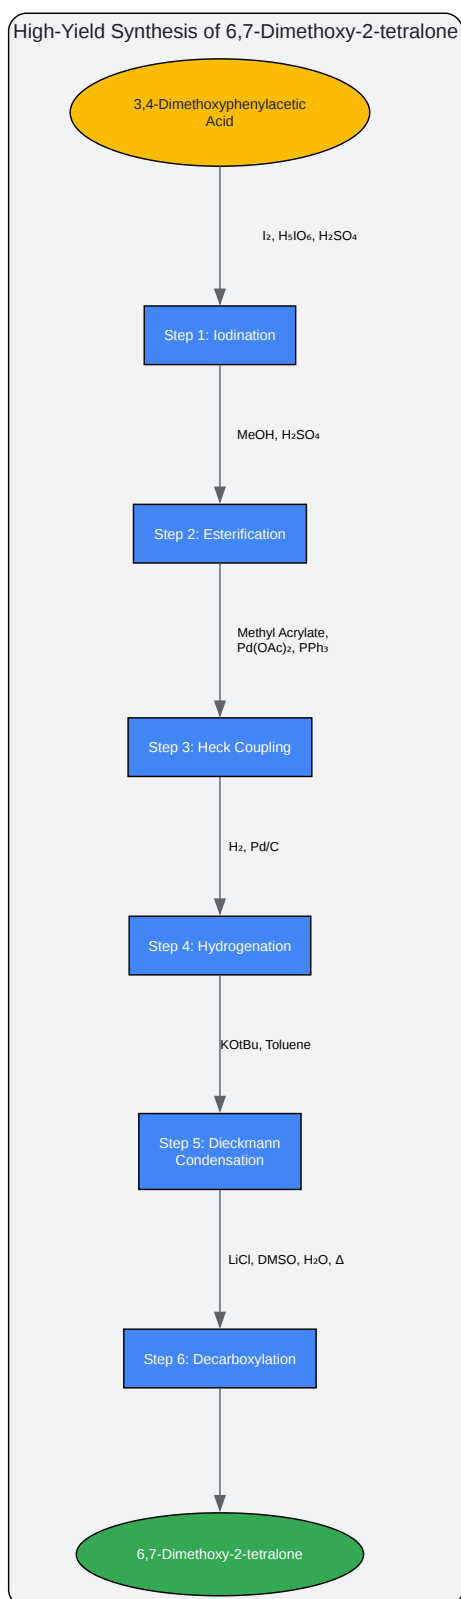 High-Yield Synthesis of 6,7-Dimethoxy-2-tetralone
3,4-Dimethoxyphenylacetic
Acid
I₂, H₅IO₆, H₂SO₄
Step 1: Iodination
MeOH, H₂SO₄
Step 2: Esterification
Methyl Acrylate,
Pd(OAc)₂, PPh₃
Step 3: Heck Coupling
H₂, Pd/C
Step 4: Hydrogenation
KOtBu, Toluene
Step 5: Dieckmann
Condensation
LiCl, DMSO, H₂O, Δ
Step 6: Decarboxylation
6,7-Dimethoxy-2-tetralone